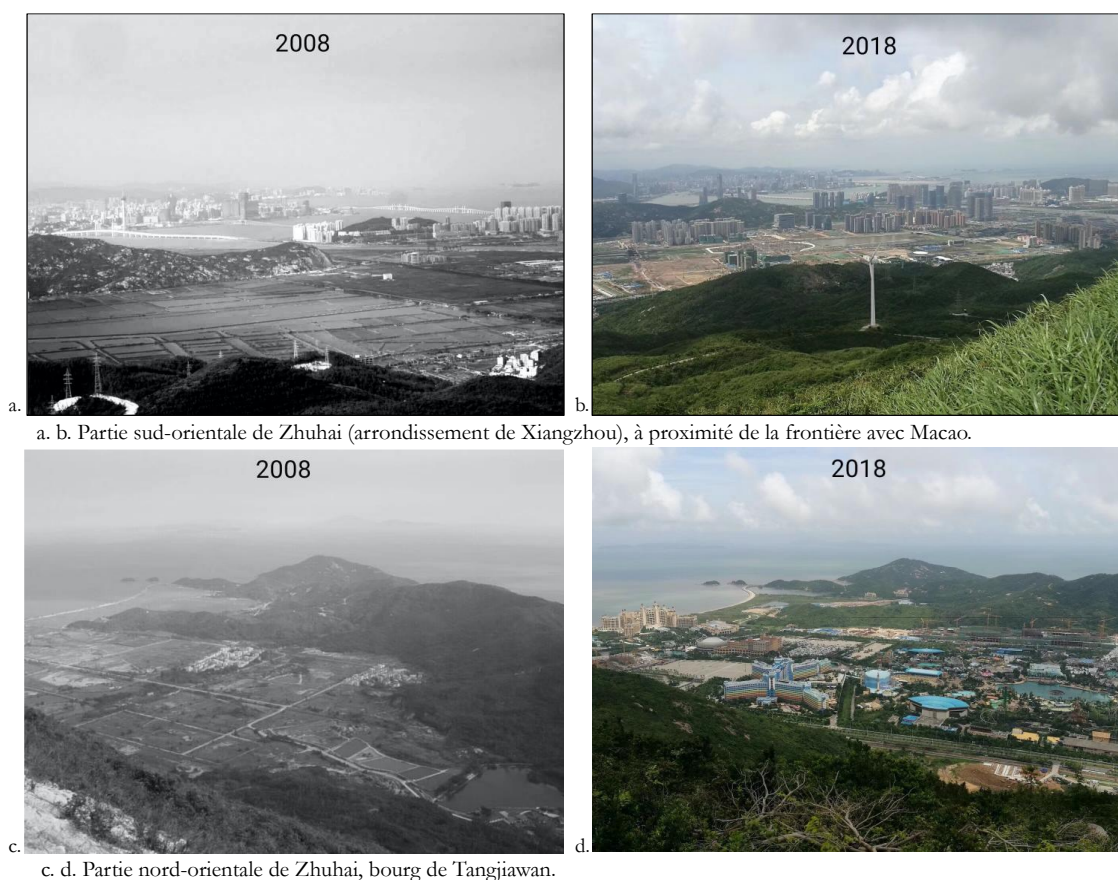 2008
2018
a.
b.
a. b. Partie sud-orientale de Zhuhai (arrondissement de Xiangzhou), à proximité de la frontière avec Macao.
2008
2018
c.
d.
c. d. Partie nord-orientale de Zhuhai, bourg de Tangjiawan.